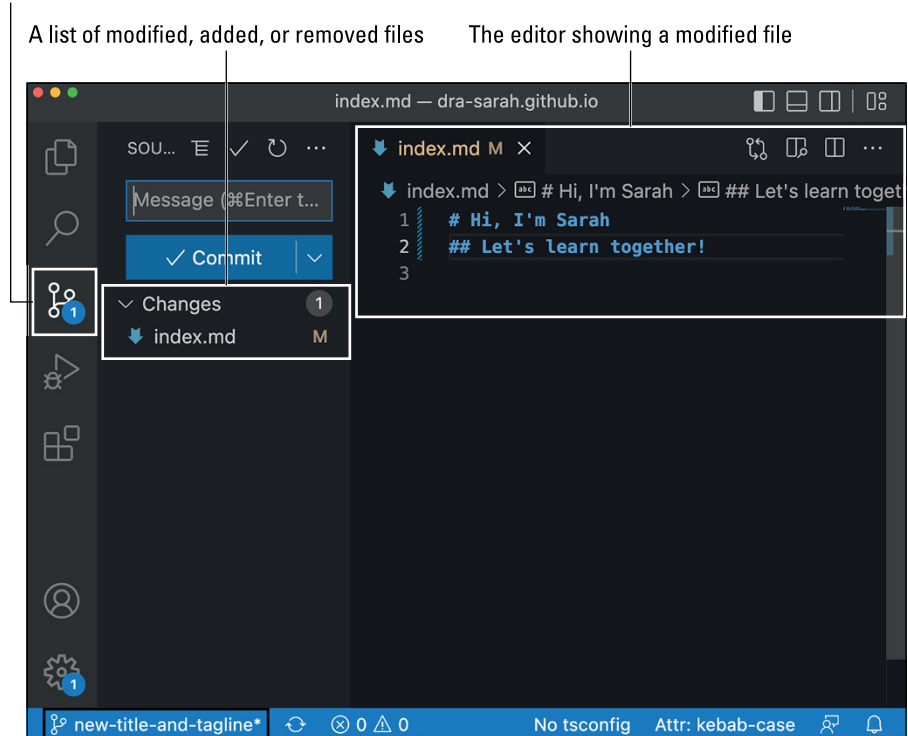 A list of modified, added, or removed files
The editor showing a modified file
index.md — dra-sarah.github.io
SOU...
index.md M
Message (⌘Enter t...
index.md > # Hi, I'm Sarah > ## Let's learn toget
Commit
1 # Hi, I'm Sarah
2 ## Let's learn together!
3
Changes 1
index.md M
1
1
new-title-and-tagline* 0 0 No tsconfig Attr: kebab-case